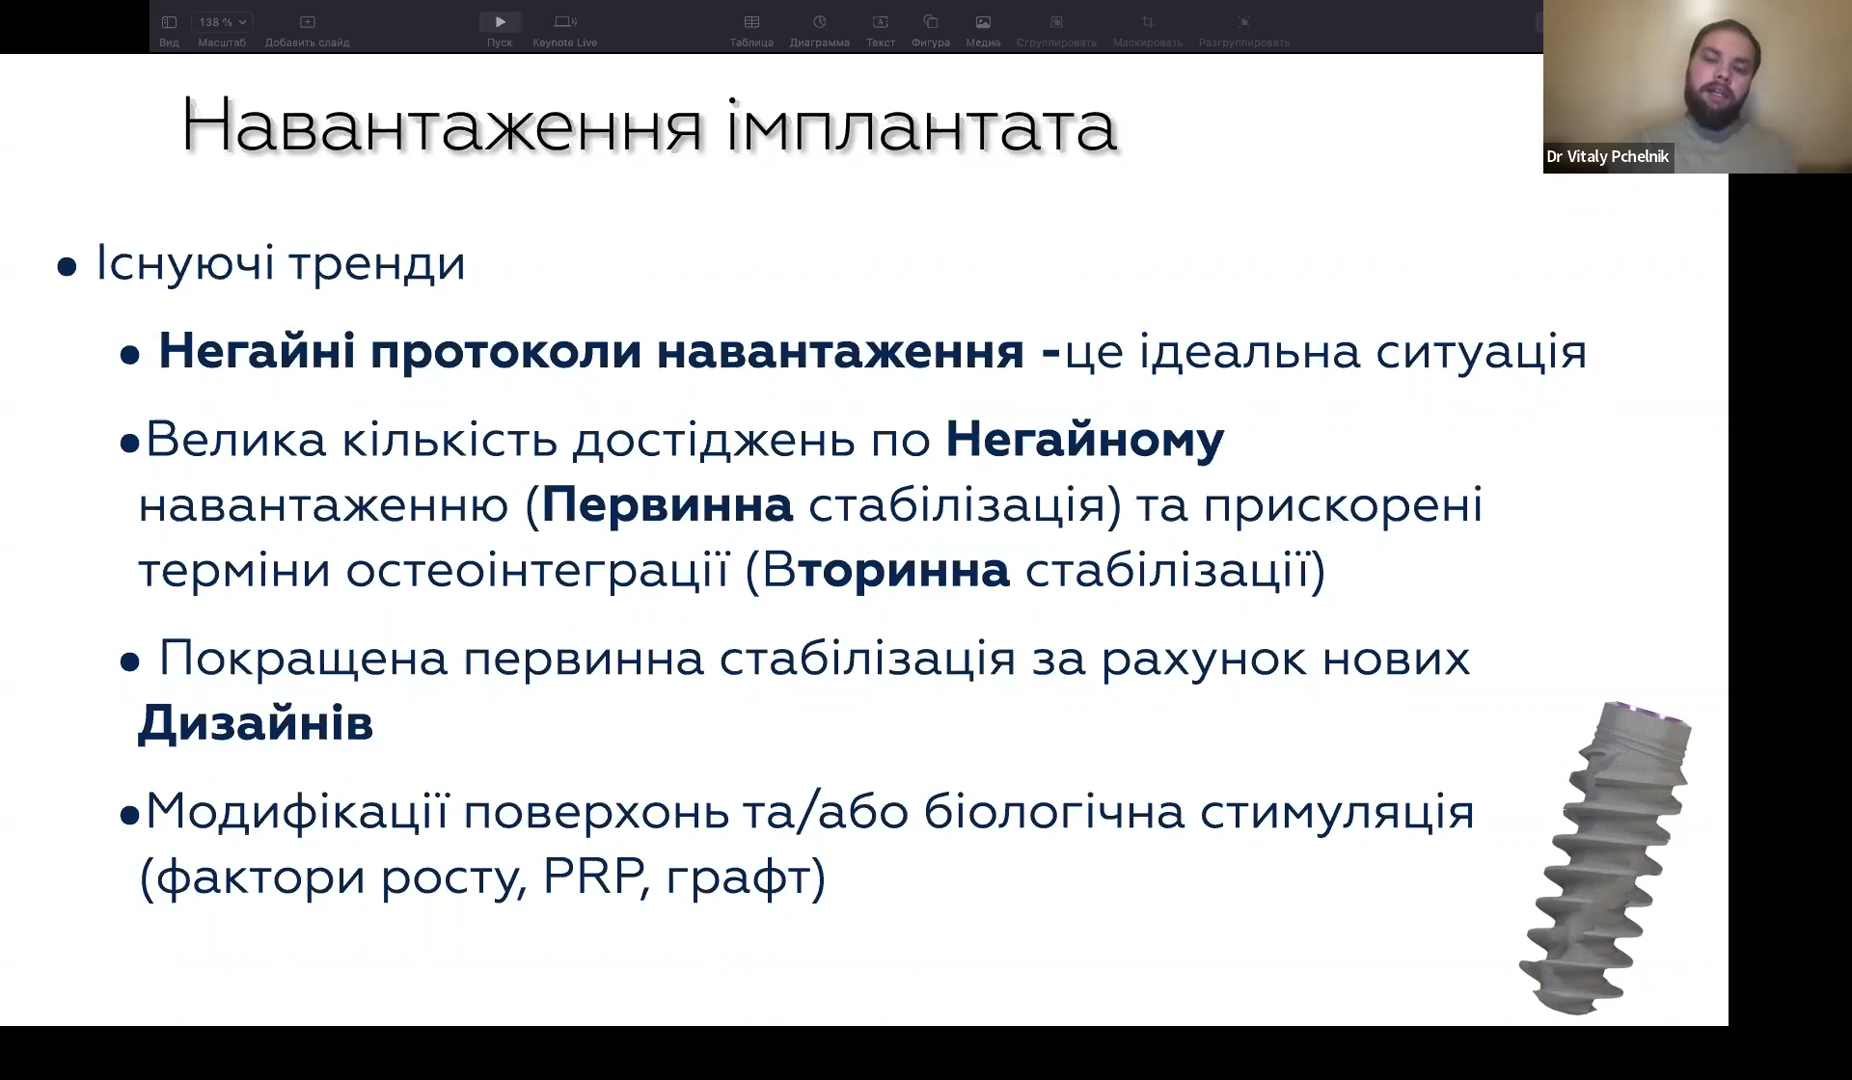 138 %
Вид
Масштаб
Добавить слайд
Пуск
Keynote Live
Таблица
Диаграмма
Текст
Фигура
Медиа
Сгруппировать
Маскировать
Разгруппировать
Dr Vitaly Pchelnik
Навантаження імплантата
• Існуючі тренди
• Негайні протоколи навантаження -це ідеальна ситуація
•Велика кількість достіджень по Негайному
навантаженню (Первинна стабілізація) та прискорені
терміни остеоінтеграції (Вторинна стабілізації)
• Покращена первинна стабілізація за рахунок нових
Дизайнів
•Модифікації поверхонь та/або біологічна стимуляція
(фактори росту, PRP, графт)